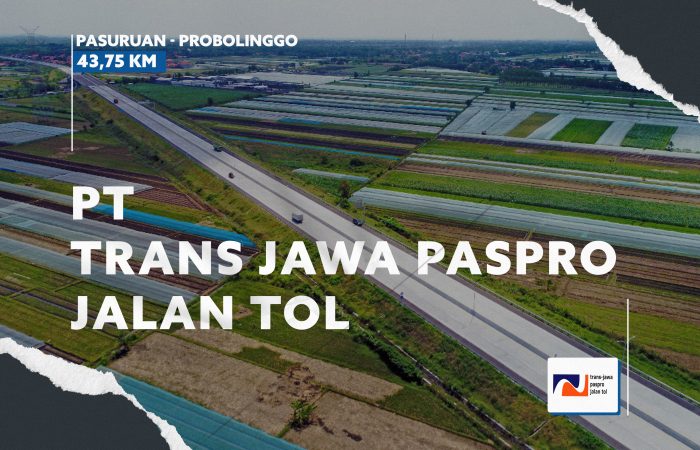 PASURUAN - PROBOLINGGO
43,75 KM
PT
TRANS JAWA PASPRO
JALAN TOL
trans-jawa
paspro
jalan tol